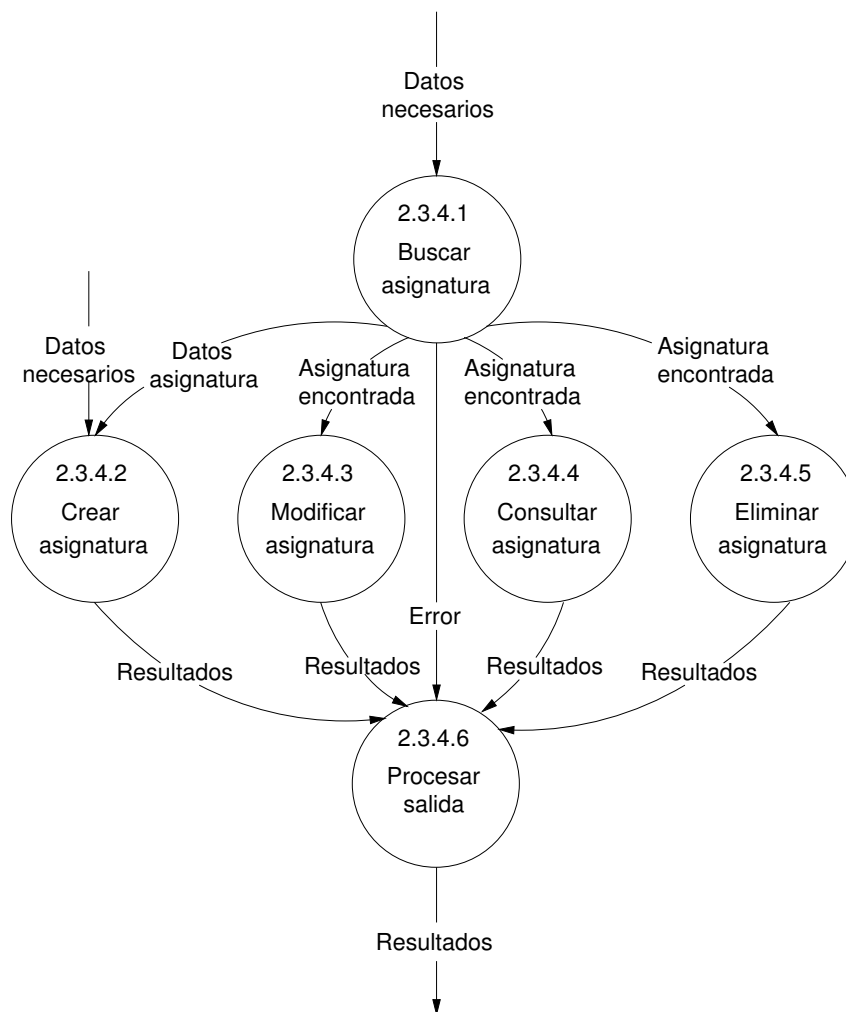 Datos
necesarios
2.3.4.1
Buscar
asignatura
Datos
necesarios
Datos
asignatura
Asignatura
encontrada
Asignatura
encontrada
Asignatura
encontrada
2.3.4.2
Crear
asignatura
2.3.4.3
Modificar
asignatura
2.3.4.4
Consultar
asignatura
2.3.4.5
Eliminar
asignatura
Error
Resultados
Resultados
Resultados
Resultados
2.3.4.6
Procesar
salida
Resultados